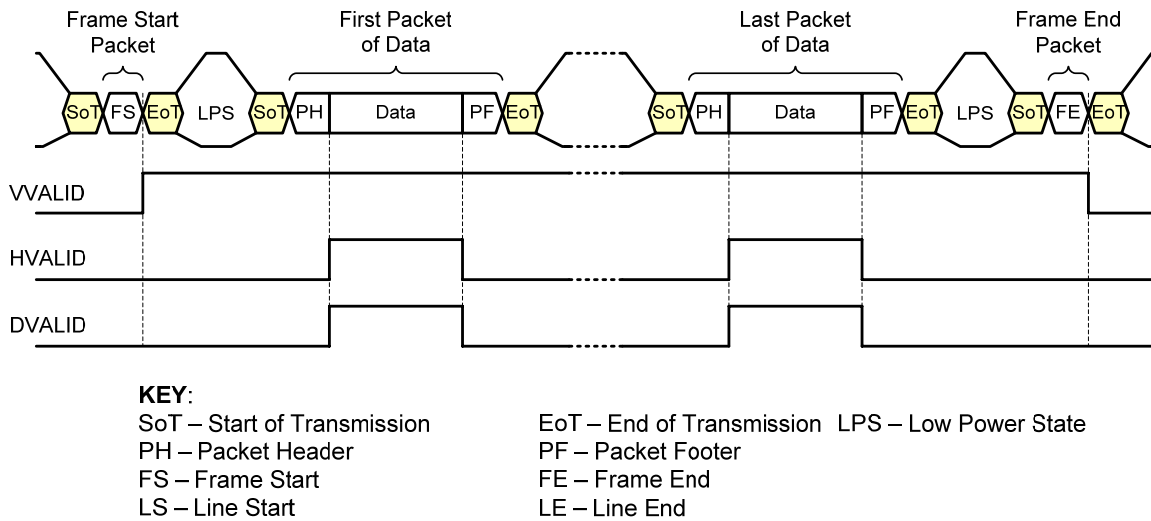 Frame Start Packet
First Packet of Data
Last Packet of Data
Frame End Packet
SoT FS EoT LPS SoT PH Data PF EoT SoT PH Data PF EoT LPS SoT FE EoT
VVALID
HVALID
DVALID
KEY:
SoT – Start of Transmission EoT – End of Transmission LPS – Low Power State
PH – Packet Header PF – Packet Footer
FS – Frame Start FE – Frame End
LS – Line Start LE – Line End